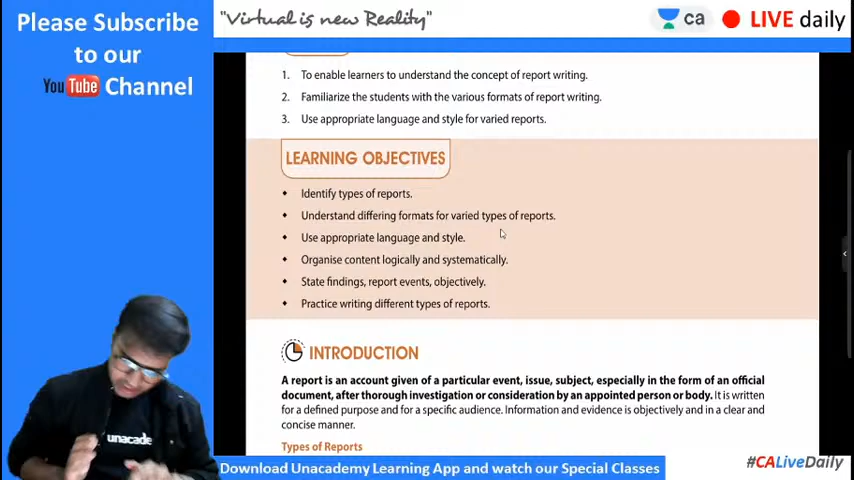 Please Subscribe
to our
YouTube Channel
"Virtual is new Reality"
ca
LIVE daily
1. To enable learners to understand the concept of report writing.
2. Familiarize the students with the various formats of report writing.
3. Use appropriate language and style for varied reports.
LEARNING OBJECTIVES
◆ Identify types of reports.
◆ Understand differing formats for varied types of reports.
◆ Use appropriate language and style.
◆ Organise content logically and systematically.
◆ State findings, report events, objectively.
◆ Practice writing different types of reports.
INTRODUCTION
A report is an account given of a particular event, issue, subject, especially in the form of an official
document, after thorough investigation or consideration by an appointed person or body. It is written
for a defined purpose and for a specific audience. Information and evidence is objectively and in a clear and
concise manner.
Types of Reports
unacade
Download Unacademy Learning App and watch our Special Classes
#CALiveDaily